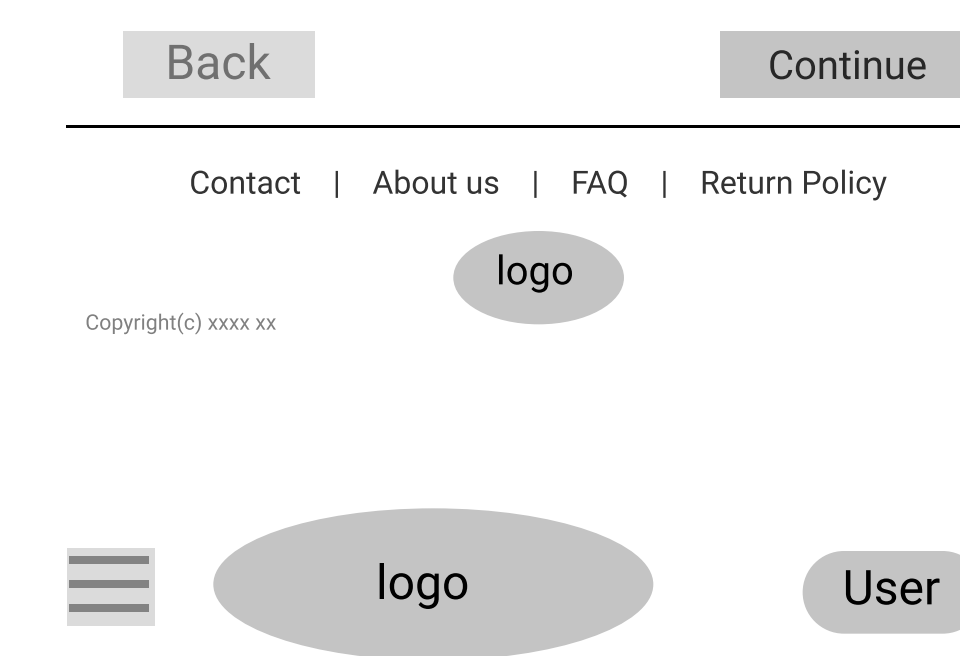 Back Continue
Contact | About us | FAQ | Return Policy
logo
Copyright(c) xxxx xx
logo User